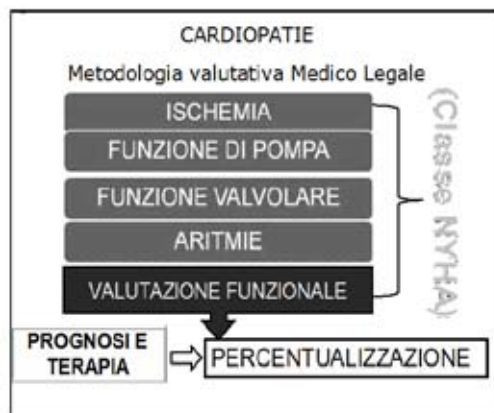 CARDIOPATIE
Metodologia valutativa Medico Legale
ISCHEMIA
FUNZIONE DI POMPA
FUNZIONE VALVOLARE
ARITMIE
VALUTAZIONE FUNZIONALE
(Classe NYHA)
PROGNOSI E
TERAPIA
PERCENTUALIZZAZIONE